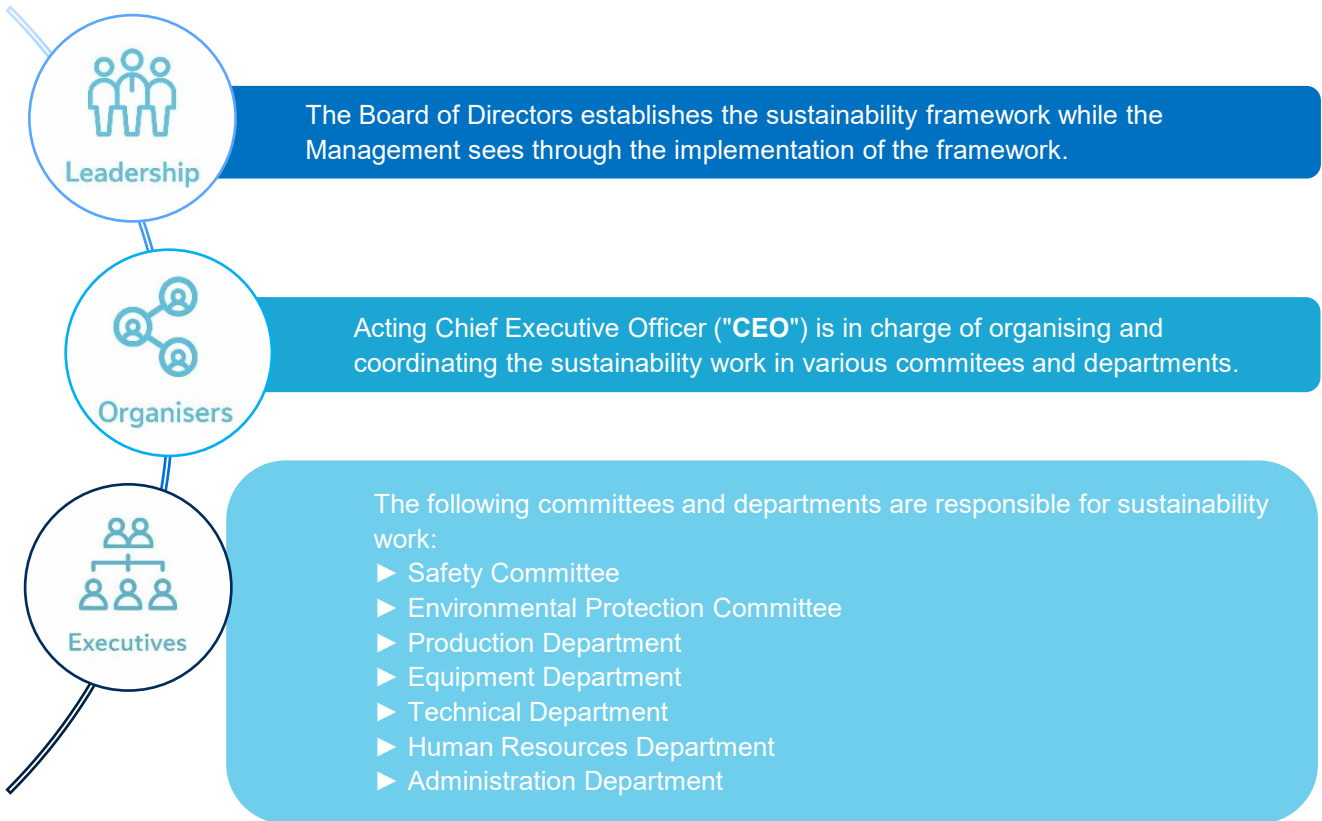 Leadership
The Board of Directors establishes the sustainability framework while the
Management sees through the implementation of the framework.
Organisers
Acting Chief Executive Officer ("CEO") is in charge of organising and
coordinating the sustainability work in various commitees and departments.
Executives
The following committees and departments are responsible for sustainability
work:
► Safety Committee
► Environmental Protection Committee
► Production Department
► Equipment Department
► Technical Department
► Human Resources Department
► Administration Department